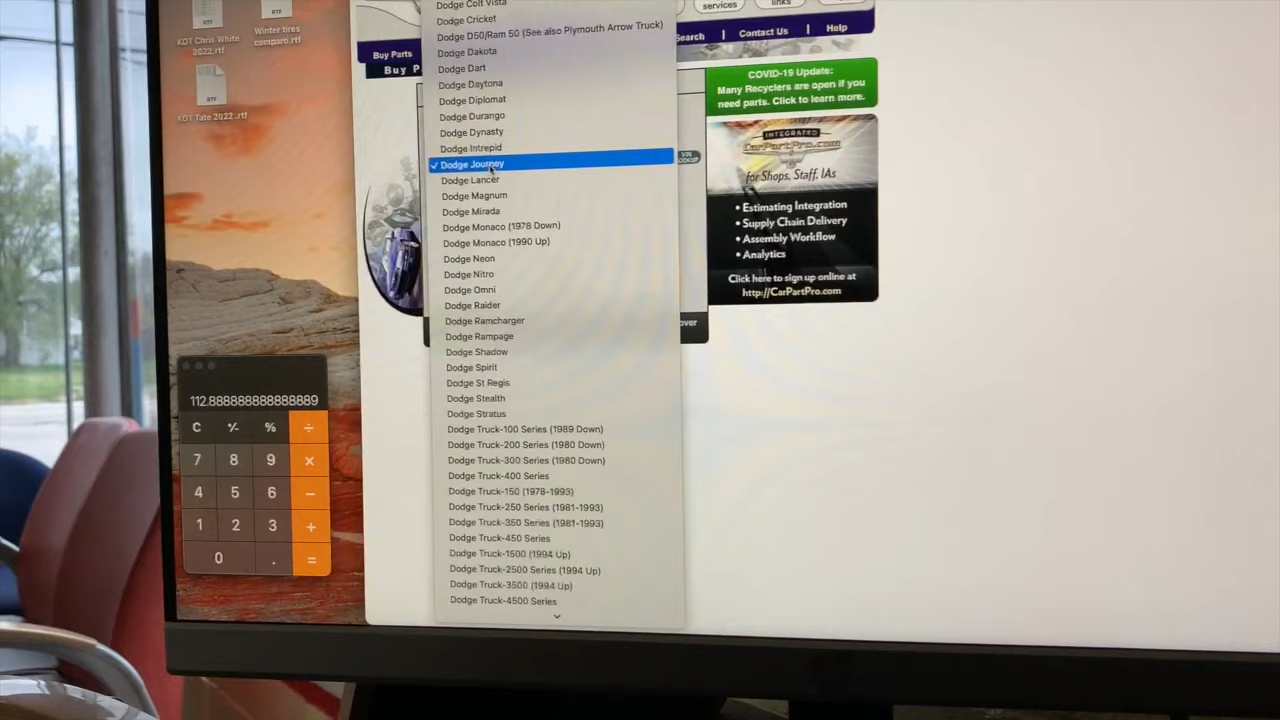 KOT Chris White
2022.rtf
Winter tires
comparo.rtf
RTF
KOT Tate 2022 .rtf
Dodge Colt Vista
Dodge Cricket
Dodge D50/Ram 50 (See also Plymouth Arrow Truck)
Dodge Dakota
Dodge Dart
Dodge Daytona
Dodge Diplomat
Dodge Durango
Dodge Dynasty
Dodge Intrepid
✓ Dodge Journey
Dodge Lancer
Dodge Magnum
Dodge Mirada
Dodge Monaco (1978 Down)
Dodge Monaco (1990 Up)
Dodge Neon
Dodge Nitro
Dodge Omni
Dodge Raider
Dodge Ramcharger
Dodge Rampage
Dodge Shadow
Dodge Spirit
Dodge St Regis
Dodge Stealth
Dodge Stratus
Dodge Truck-100 Series (1989 Down)
Dodge Truck-200 Series (1980 Down)
Dodge Truck-300 Series (1980 Down)
Dodge Truck-400 Series
Dodge Truck-150 (1978-1993)
Dodge Truck-250 Series (1981-1993)
Dodge Truck-350 Series (1981-1993)
Dodge Truck-450 Series
Dodge Truck-1500 (1994 Up)
Dodge Truck-2500 Series (1994 Up)
Dodge Truck-3500 (1994 Up)
Dodge Truck-4500 Series
Buy Parts
Buy P
services
links
Search | Contact Us | Help
COVID-19 Update:
Many Recyclers are open if you
need parts. Click to learn more.
VIN
LOOKUP
INTEGRATED
CarPartPro.com
for Shops, Staff, IAs
• Estimating Integration
• Supply Chain Delivery
• Assembly Workflow
• Analytics
Click here to sign up online at
http://CarPartPro.com
over
112.888888888888889
C +/- % ÷
7 8 9 ×
4 5 6 −
1 2 3 +
0 . =